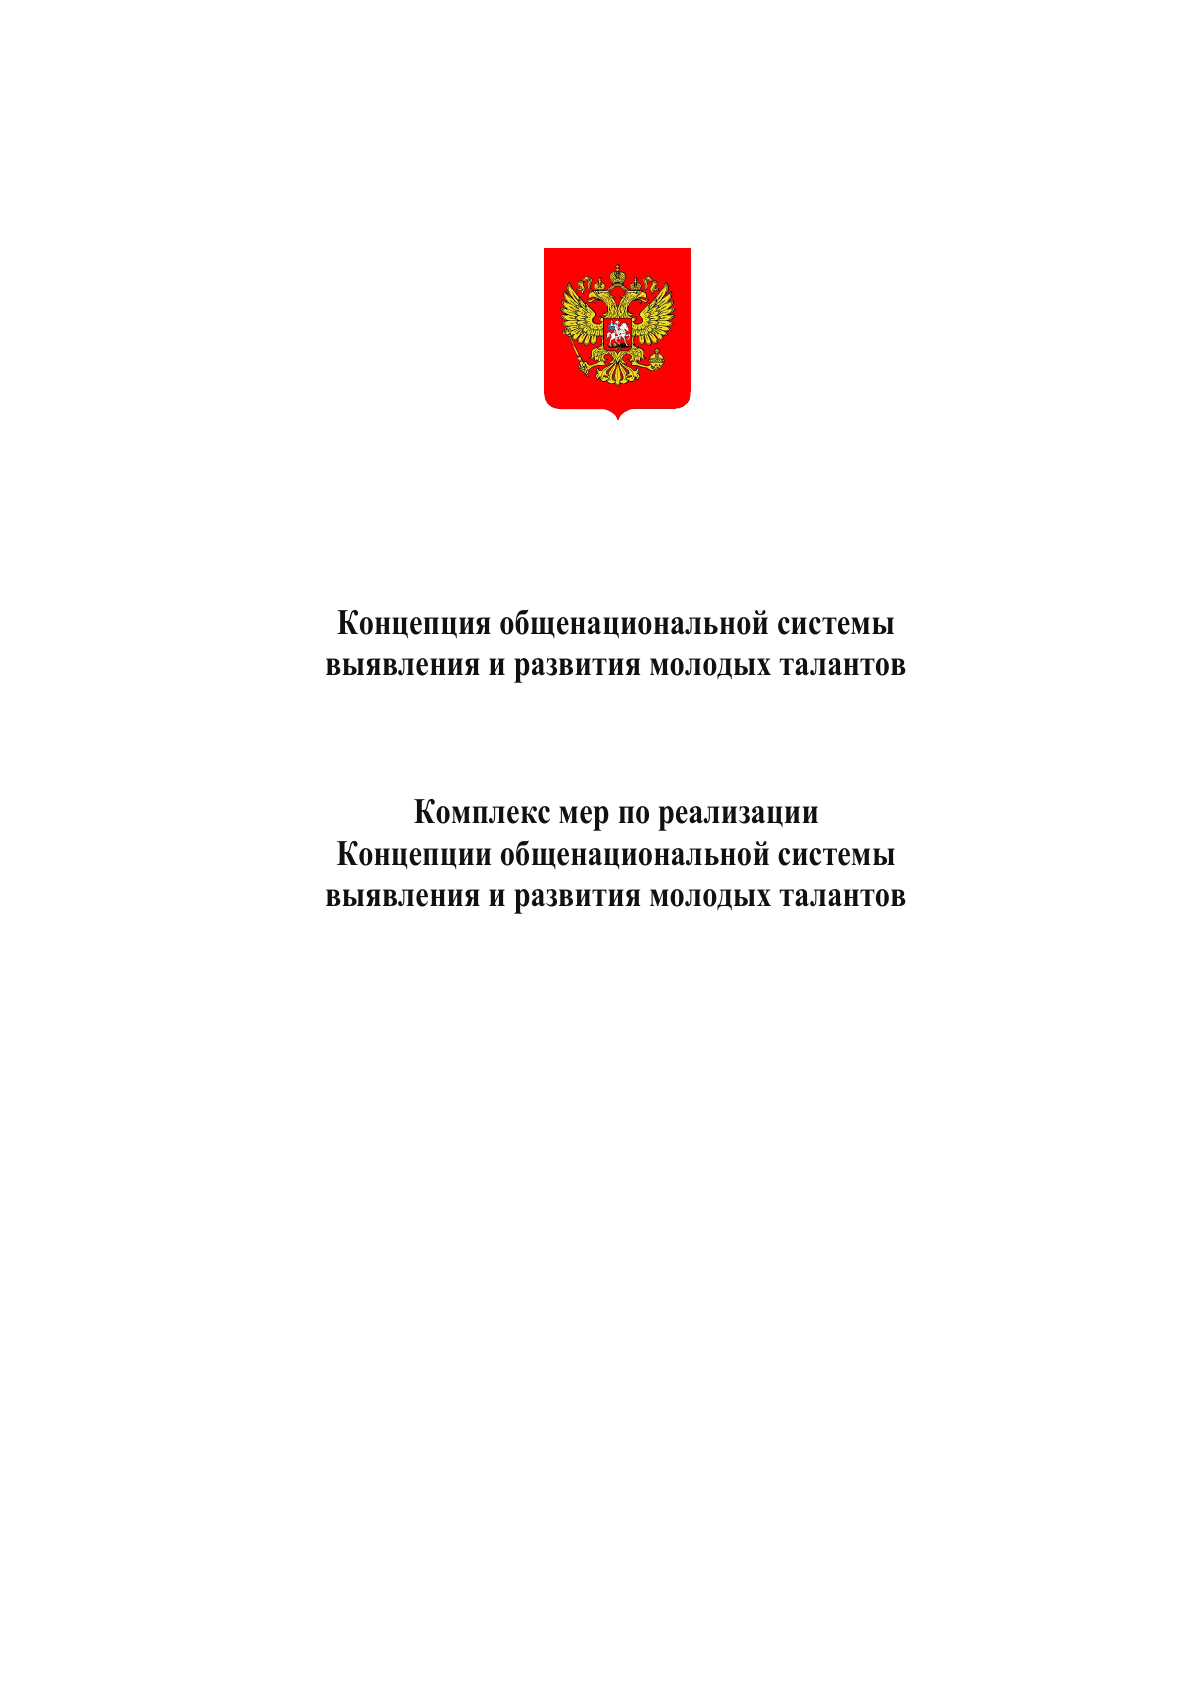 Концепция общенациональной системы
выявления и развития молодых талантов
Комплекс мер по реализации
Концепции общенациональной системы
выявления и развития молодых талантов